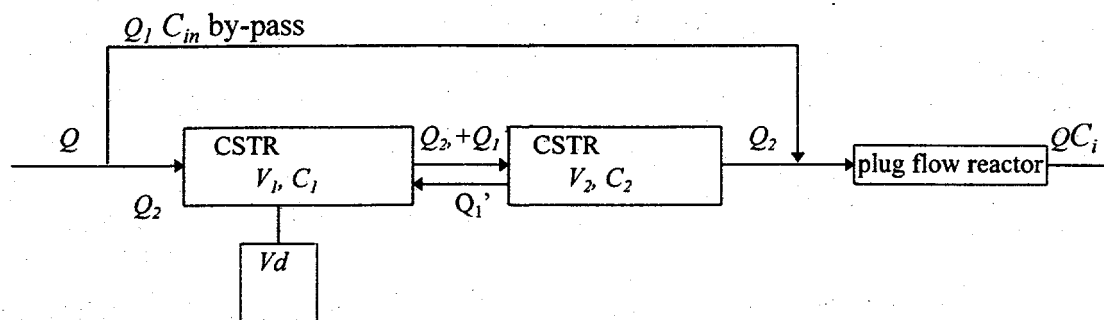 Q1 Cin by-pass
Q
CSTR
Q2,+Q1
CSTR
Q2
QCi
V1, C1
V2, C2
plug flow reactor
Q2
Q1’
Vd